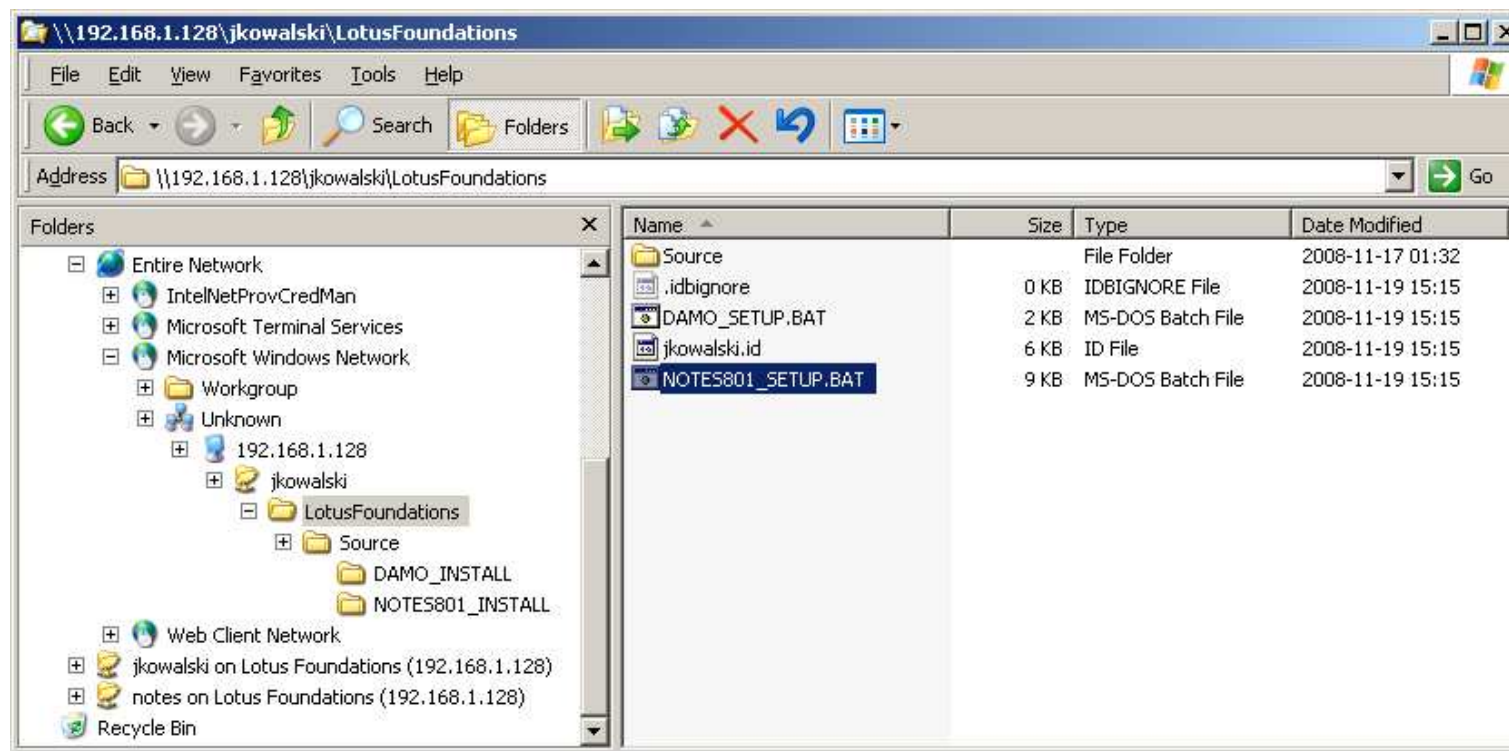 \\192.168.1.128\jkowalski\LotusFoundations
File Edit View Favorites Tools Help
Back Search Folders
Address \\192.168.1.128\jkowalski\LotusFoundations Go
Folders
Entire Network
IntelNetProvCredMan
Microsoft Terminal Services
Microsoft Windows Network
Workgroup
Unknown
192.168.1.128
jkowalski
LotusFoundations
Source
DAMO_INSTALL
NOTES801_INSTALL
Web Client Network
jkowalski on Lotus Foundations (192.168.1.128)
notes on Lotus Foundations (192.168.1.128)
Recycle Bin
Name Size Type Date Modified
Source File Folder 2008-11-17 01:32
.idbignore 0 KB IDBIGNORE File 2008-11-19 15:15
DAMO_SETUP.BAT 2 KB MS-DOS Batch File 2008-11-19 15:15
jkowalski.id 6 KB ID File 2008-11-19 15:15
NOTES801_SETUP.BAT 9 KB MS-DOS Batch File 2008-11-19 15:15